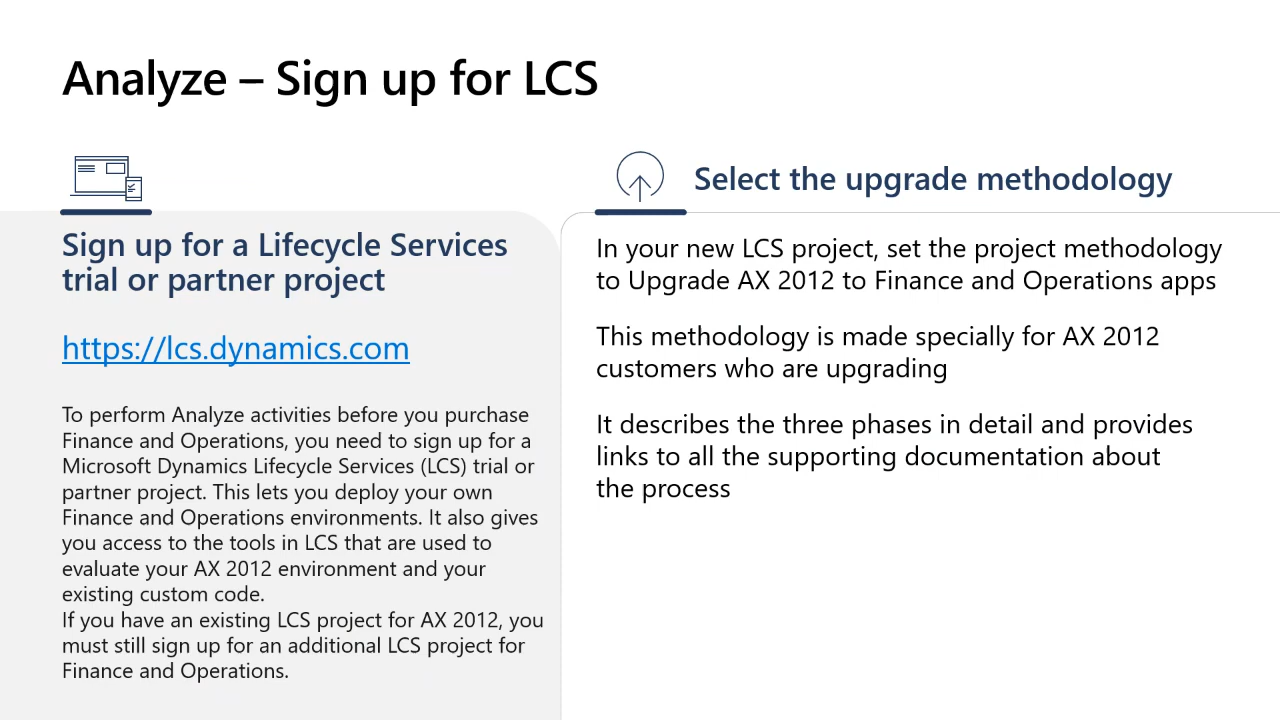 Analyze – Sign up for LCS
Sign up for a Lifecycle Services
trial or partner project
https://lcs.dynamics.com
To perform Analyze activities before you purchase
Finance and Operations, you need to sign up for a
Microsoft Dynamics Lifecycle Services (LCS) trial or
partner project. This lets you deploy your own
Finance and Operations environments. It also gives
you access to the tools in LCS that are used to
evaluate your AX 2012 environment and your
existing custom code.
If you have an existing LCS project for AX 2012, you
must still sign up for an additional LCS project for
Finance and Operations.
Select the upgrade methodology
In your new LCS project, set the project methodology
to Upgrade AX 2012 to Finance and Operations apps
This methodology is made specially for AX 2012
customers who are upgrading
It describes the three phases in detail and provides
links to all the supporting documentation about
the process